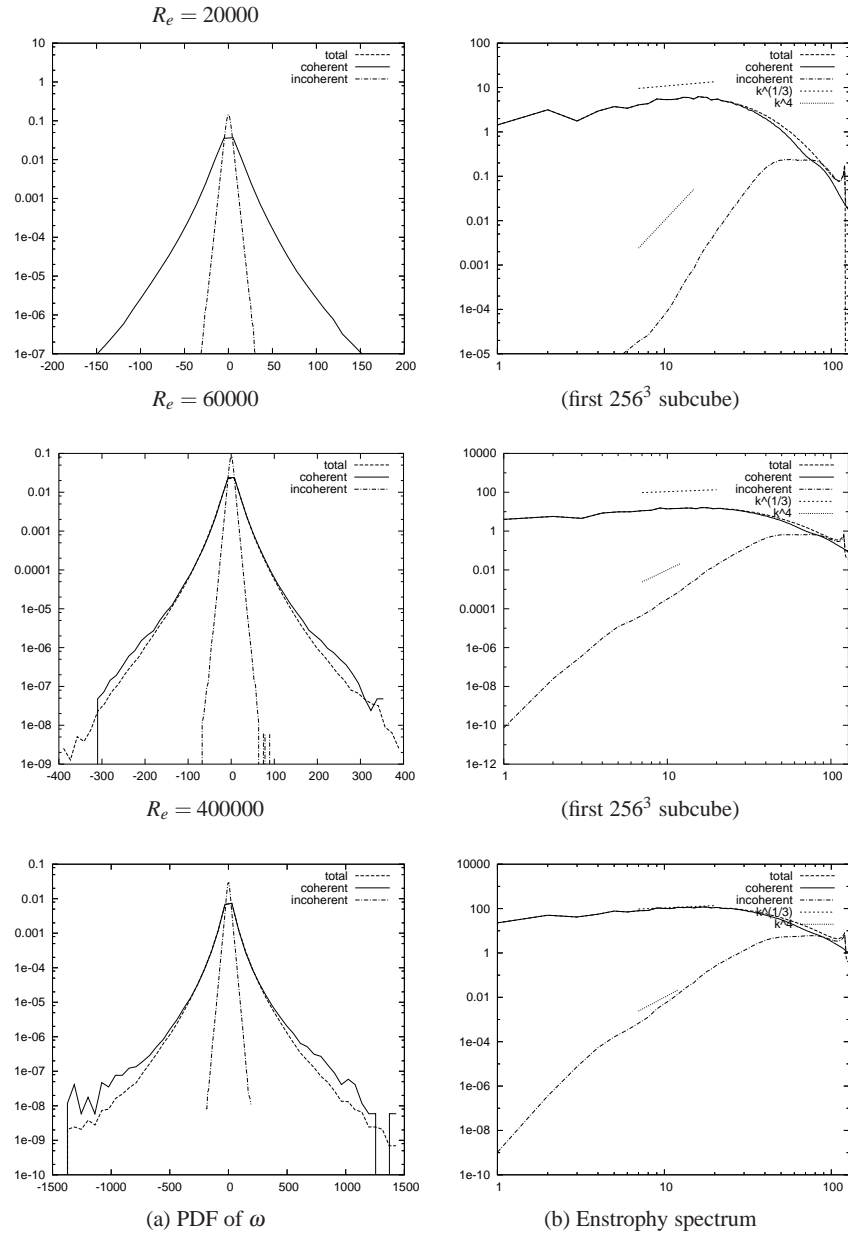 R_e = 20000
10
1
0.1
0.01
0.001
1e-04
1e-05
1e-06
1e-07
-200 -150 -100 -50 0 50 100 150 200
total
coherent
incoherent
100
10
1
0.1
0.01
0.001
1e-04
1e-05
1 10 100
total
coherent
incoherent
k^(1/3)
k^4
R_e = 60000
(first 256³ subcube)
0.1
0.01
0.001
0.0001
1e-05
1e-06
1e-07
1e-08
1e-09
-400 -300 -200 -100 0 100 200 300 400
total
coherent
incoherent
10000
100
1
0.01
0.0001
1e-06
1e-08
1e-10
1e-12
1 10 100
total
coherent
incoherent
k^(1/3)
k^4
R_e = 400000
(first 256³ subcube)
0.1
0.01
0.001
1e-04
1e-05
1e-06
1e-07
1e-08
1e-09
1e-10
-1500 -1000 -500 0 500 1000 1500
total
coherent
incoherent
10000
100
1
0.01
1e-04
1e-06
1e-08
1e-10
1 10 100
total
coherent
incoherent
k^(1/3)
k^4
(a) PDF of ω
(b) Enstrophy spectrum